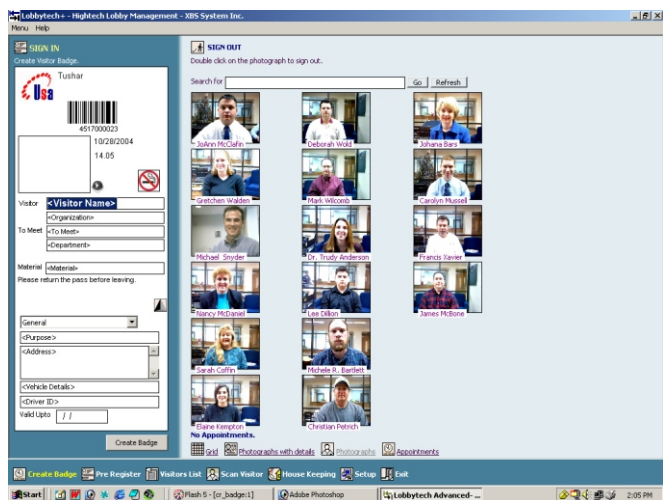 Lobbytech+ - Hightech Lobby Management - XBS System Inc.
Menu Help
SIGN IN
Create Visitor Badge.
Tushar
Usa
4517000023
10/28/2004
14.05
Visitor <Visitor Name>
<Organization>
To Meet <To Meet>
<Department>
Material <Material>
Please return the pass before leaving.
General
<Purpose>
<Address>
<Vehicle Details>
<Driver ID>
Valid Upto / /
Create Badge
SIGN OUT
Double click on the photograph to sign out.
Search for Go Refresh
JoAnn McClafin Deborah Wold Johana Bars
Gretchen Walden Mark Wilcomb Carolyn Mussell
Michael Snyder Dr. Trudy Anderson Francis Xavier
Nancy McDaniel Lee Dillion James McBone
Sarah Coffin Michele R. Bartlett
Elaine Kempton Christian Petrich
No Appointments.
Grid Photographs with details Photographs Appointments
Create Badge Pre Register Visitors List Scan Visitor House Keeping Setup Exit
Start Flash 5 - [cr_badge:1] Adobe Photoshop Lobbytech Advanced-... 2:05 PM